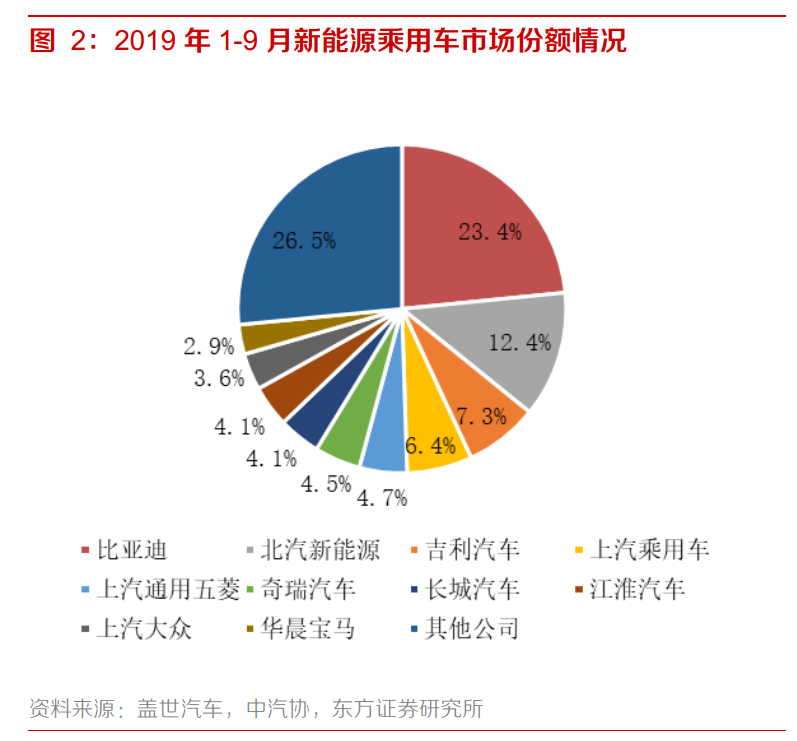 图 2：2019 年 1-9 月新能源乘用车市场份额情况
26.5%
23.4%
12.4%
7.3%
6.4%
4.7%
4.5%
4.1%
4.1%
3.6%
2.9%
比亚迪 北汽新能源 吉利汽车 上汽乘用车
上汽通用五菱 奇瑞汽车 长城汽车 江淮汽车
上汽大众 华晨宝马 其他公司
资料来源：盖世汽车，中汽协，东方证券研究所